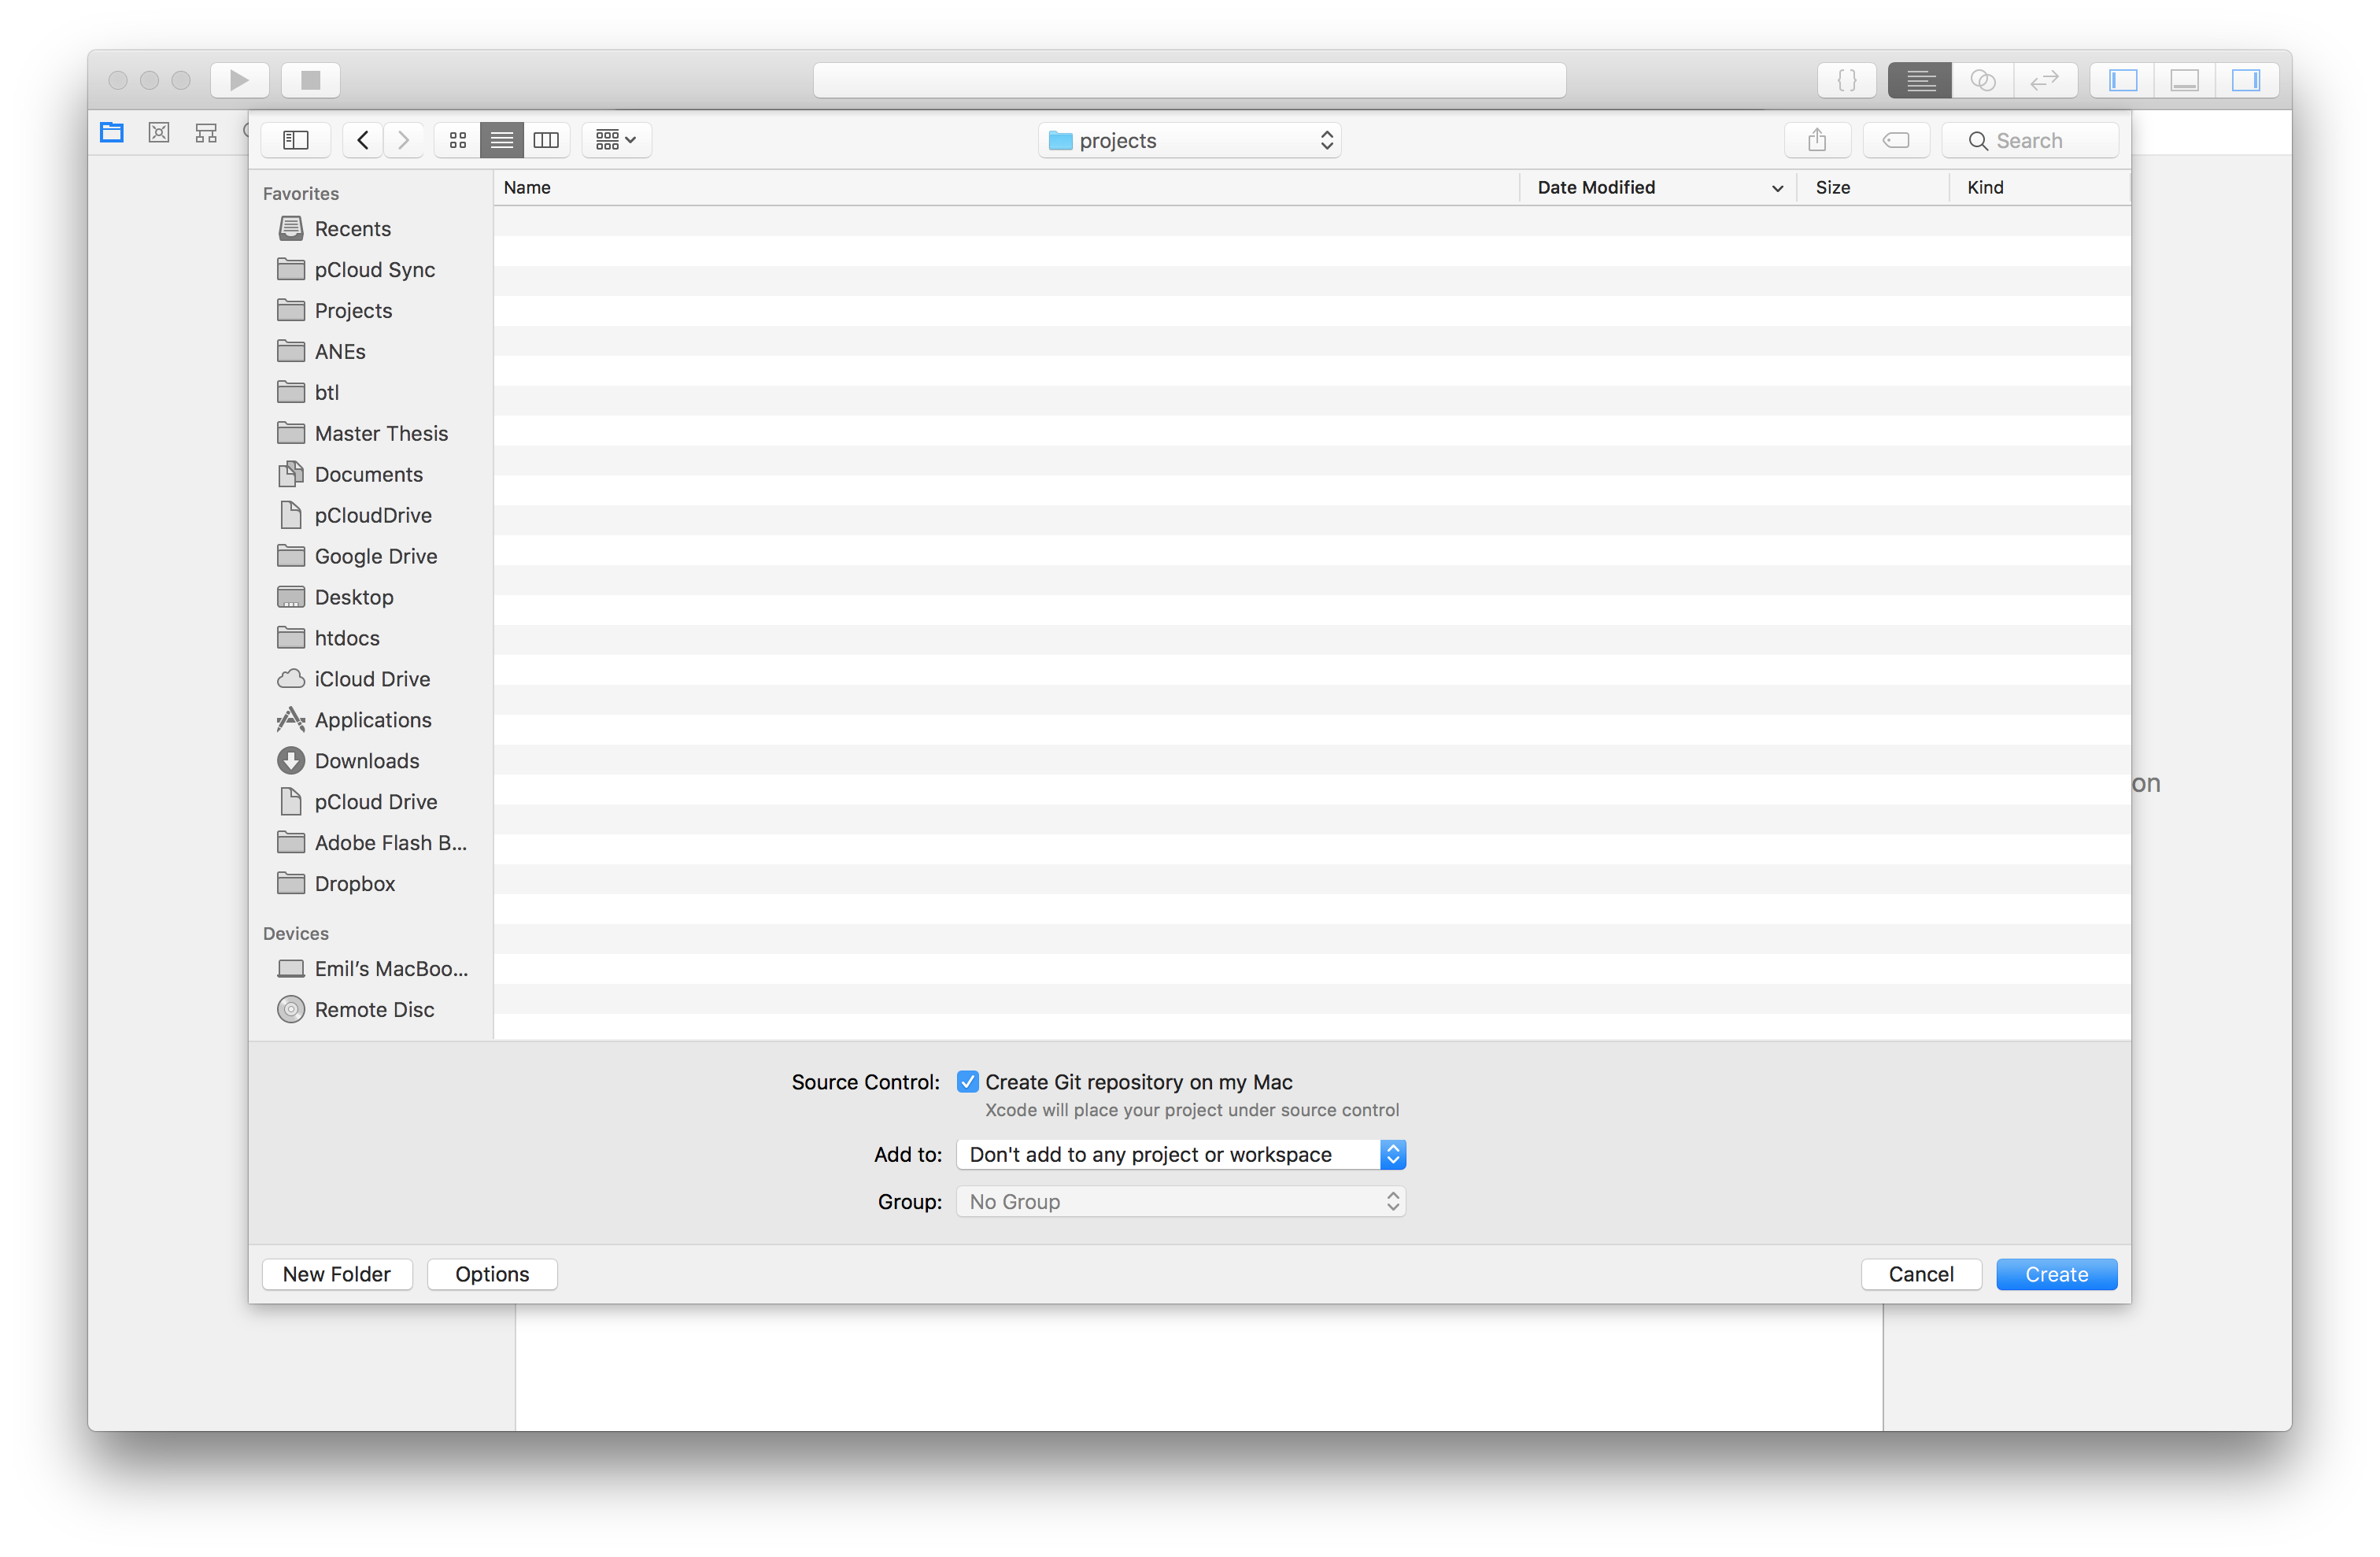 { }
projects
Search
Favorites
Name
Date Modified
Size
Kind
Recents
pCloud Sync
Projects
ANEs
btl
Master Thesis
Documents
pCloudDrive
Google Drive
Desktop
htdocs
iCloud Drive
Applications
Downloads
pCloud Drive
on
Adobe Flash B...
Dropbox
Devices
Emil’s MacBoo...
Remote Disc
Source Control:
Create Git repository on my Mac
Xcode will place your project under source control
Add to:
Don't add to any project or workspace
Group:
No Group
New Folder
Options
Cancel
Create